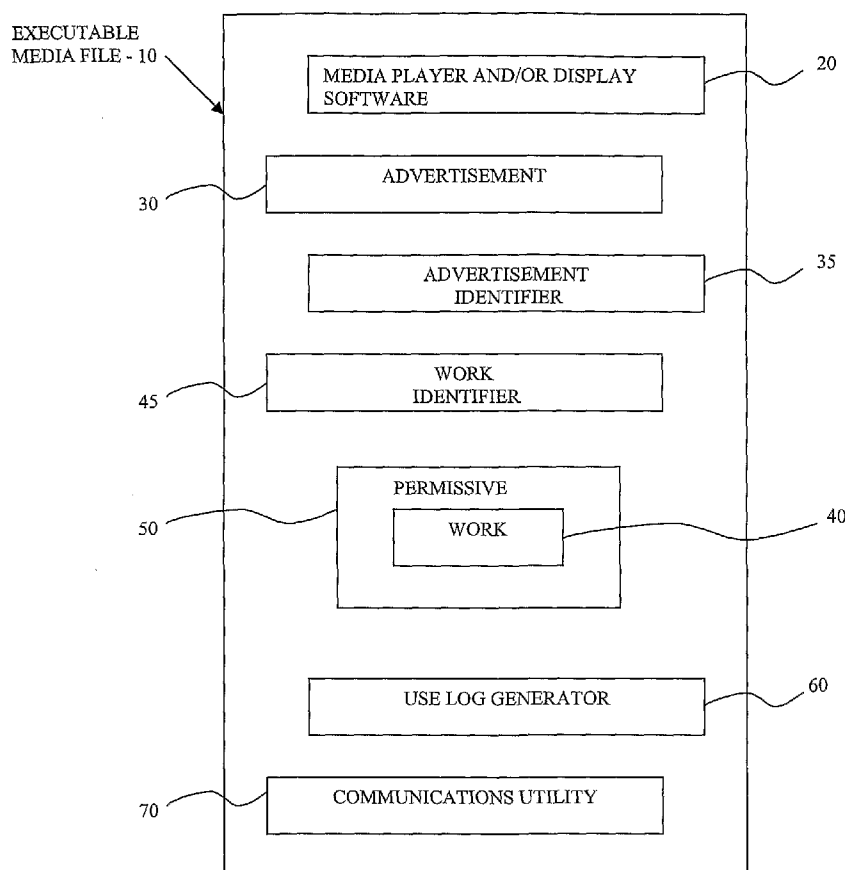 EXECUTABLE
MEDIA FILE - 10
20
MEDIA PLAYER AND/OR DISPLAY
SOFTWARE
ADVERTISEMENT
30
35
ADVERTISEMENT
IDENTIFIER
WORK
IDENTIFIER
45
PERMISSIVE
50
WORK
40
USE LOG GENERATOR
60
COMMUNICATIONS UTILITY
70